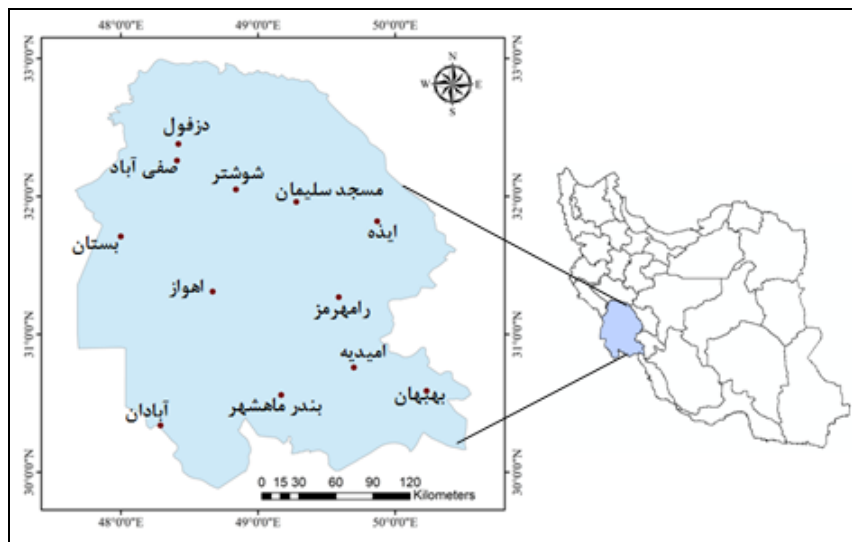 48°0'0"E 49°0'0"E 50°0'0"E
33°0'0"N 33°0'0"N
N
W E
S
دزفول
صفی آباد
شوشتر
مسجد سلیمان
32°0'0"N 32°0'0"N
ایذه
بستان
اهواز
رامهرمز
31°0'0"N 31°0'0"N
امیدیه
بهبهان
بندر ماهشهر
آبادان
30°0'0"N 30°0'0"N
0 15 30 60 90 120
Kilometers
48°0'0"E 49°0'0"E 50°0'0"E